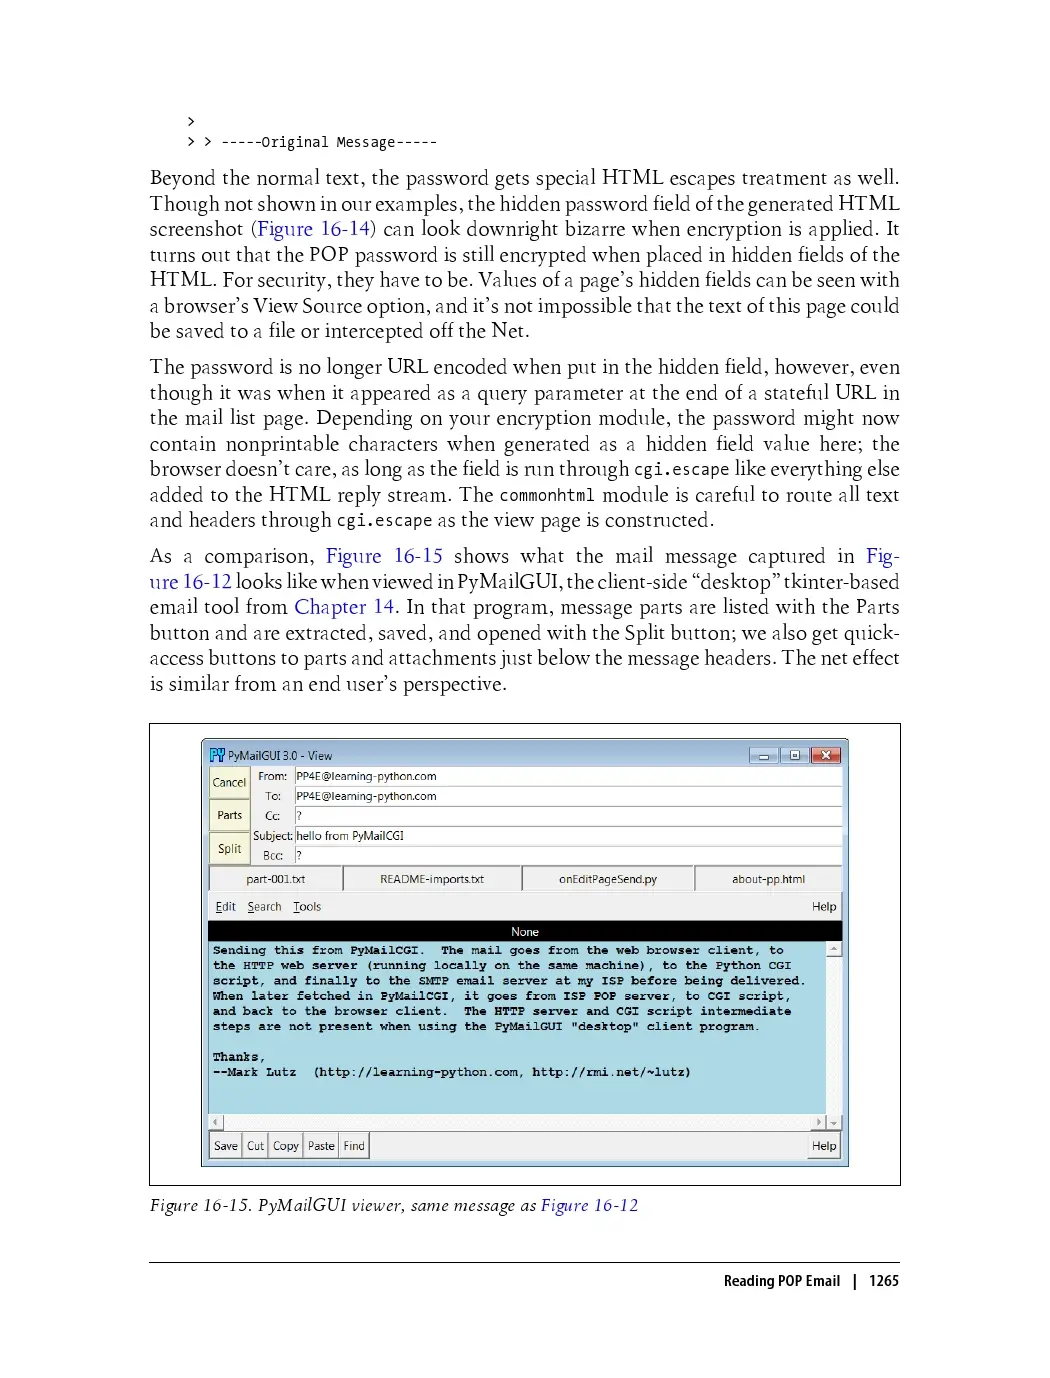 >
> > -----Original Message-----
Beyond the normal text, the password gets special HTML escapes treatment as well.
Though not shown in our examples, the hidden password field of the generated HTML
screenshot (Figure 16-14) can look downright bizarre when encryption is applied. It
turns out that the POP password is still encrypted when placed in hidden fields of the
HTML. For security, they have to be. Values of a page’s hidden fields can be seen with
a browser’s View Source option, and it’s not impossible that the text of this page could
be saved to a file or intercepted off the Net.
The password is no longer URL encoded when put in the hidden field, however, even
though it was when it appeared as a query parameter at the end of a stateful URL in
the mail list page. Depending on your encryption module, the password might now
contain nonprintable characters when generated as a hidden field value here; the
browser doesn’t care, as long as the field is run through cgi.escape like everything else
added to the HTML reply stream. The commonhtml module is careful to route all text
and headers through cgi.escape as the view page is constructed.
As a comparison, Figure 16-15 shows what the mail message captured in Fig-
ure 16-12 looks like when viewed in PyMailGUI, the client-side “desktop” tkinter-based
email tool from Chapter 14. In that program, message parts are listed with the Parts
button and are extracted, saved, and opened with the Split button; we also get quick-
access buttons to parts and attachments just below the message headers. The net effect
is similar from an end user’s perspective.
PY PyMailGUI 3.0 - View
Cancel From: PP4E@learning-python.com
To: PP4E@learning-python.com
Parts Cc: ?
Subject: hello from PyMailCGI
Split Bcc: ?
part-001.txt README-imports.txt onEditPageSend.py about-pp.html
Edit Search Tools Help
None
Sending this from PyMailCGI.  The mail goes from the web browser client, to
the HTTP web server (running locally on the same machine), to the Python CGI
script, and finally to the SMTP email server at my ISP before being delivered.
When later fetched in PyMailCGI, it goes from ISP POP server, to CGI script,
and back to the browser client.  The HTTP server and CGI script intermediate
steps are not present when using the PyMailGUI "desktop" client program.
Thanks,
--Mark Lutz  (http://learning-python.com, http://rmi.net/~lutz)
Save Cut Copy Paste Find Help
Figure 16-15. PyMailGUI viewer, same message as Figure 16-12
Reading POP Email | 1265